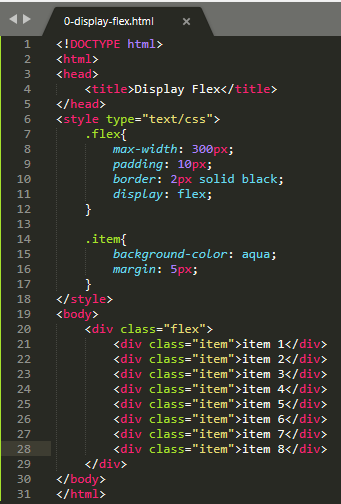 0-display-flex.html
1 <!DOCTYPE html>
2 <html>
3 <head>
4     <title>Display Flex</title>
5 </head>
6 <style type="text/css">
7     .flex{
8         max-width: 300px;
9         padding: 10px;
10         border: 2px solid black;
11         display: flex;
12     }
13
14     .item{
15         background-color: aqua;
16         margin: 5px;
17     }
18 </style>
19 <body>
20     <div class="flex">
21         <div class="item">item 1</div>
22         <div class="item">item 2</div>
23         <div class="item">item 3</div>
24         <div class="item">item 4</div>
25         <div class="item">item 5</div>
26         <div class="item">item 6</div>
27         <div class="item">item 7</div>
28         <div class="item">item 8</div>
29     </div>
30 </body>
31 </html>